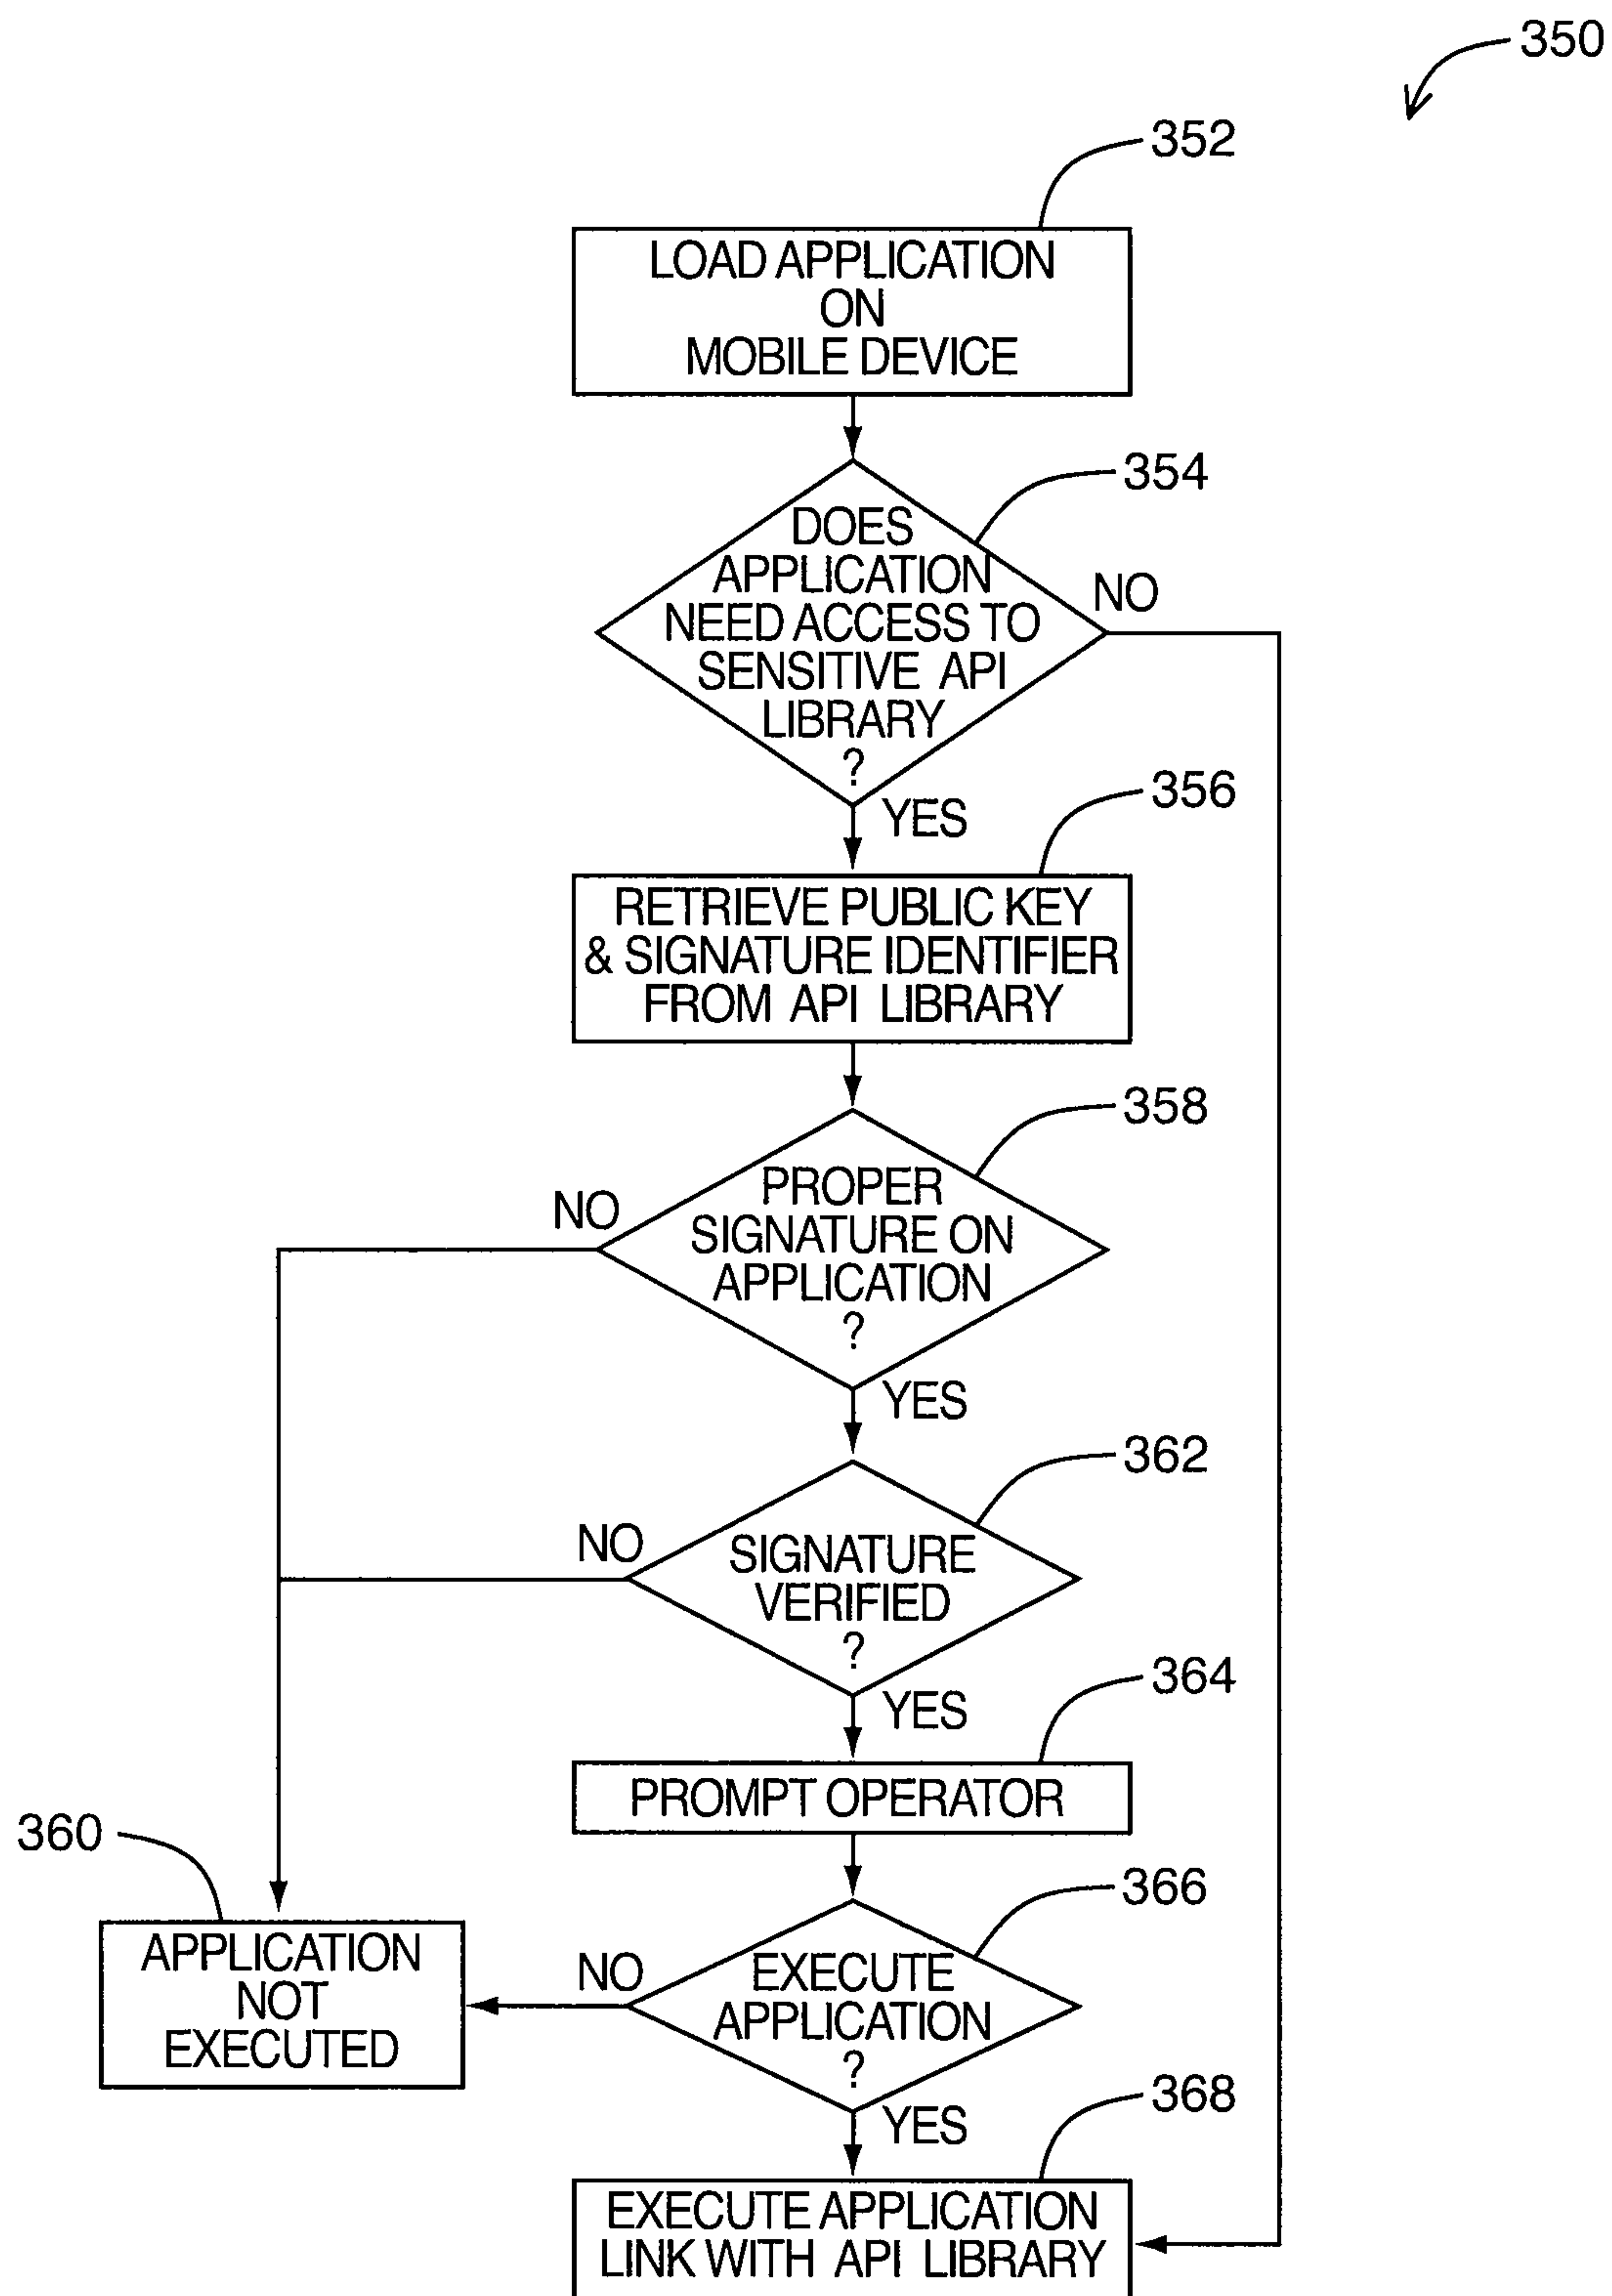 350
352
LOAD APPLICATION
ON
MOBILE DEVICE
354
DOES
APPLICATION
NEED ACCESS TO
SENSITIVE API
LIBRARY
?
NO
YES
356
RETRIEVE PUBLIC KEY
& SIGNATURE IDENTIFIER
FROM API LIBRARY
358
PROPER
SIGNATURE ON
APPLICATION
?
NO
YES
362
SIGNATURE
VERIFIED
?
NO
YES
364
PROMPT OPERATOR
360
APPLICATION
NOT
EXECUTED
366
EXECUTE
APPLICATION
?
NO
YES
368
EXECUTE APPLICATION
LINK WITH API LIBRARY